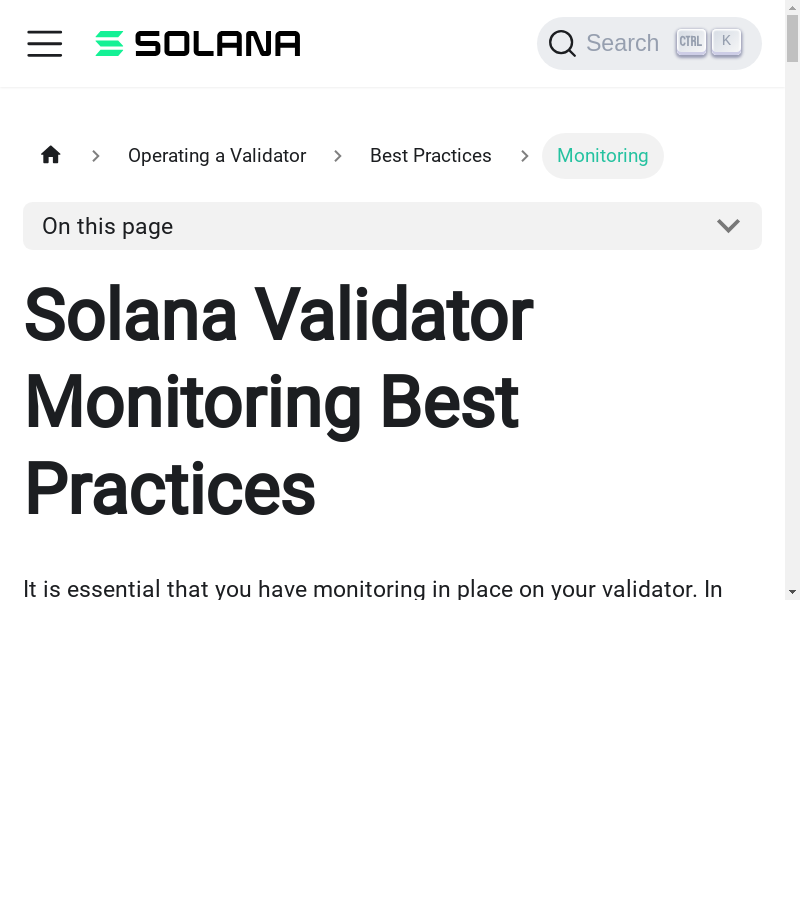 SOLANA
Search CTRL K
Operating a Validator Best Practices Monitoring
On this page
Solana Validator
Monitoring Best
Practices
It is essential that you have monitoring in place on your validator. In